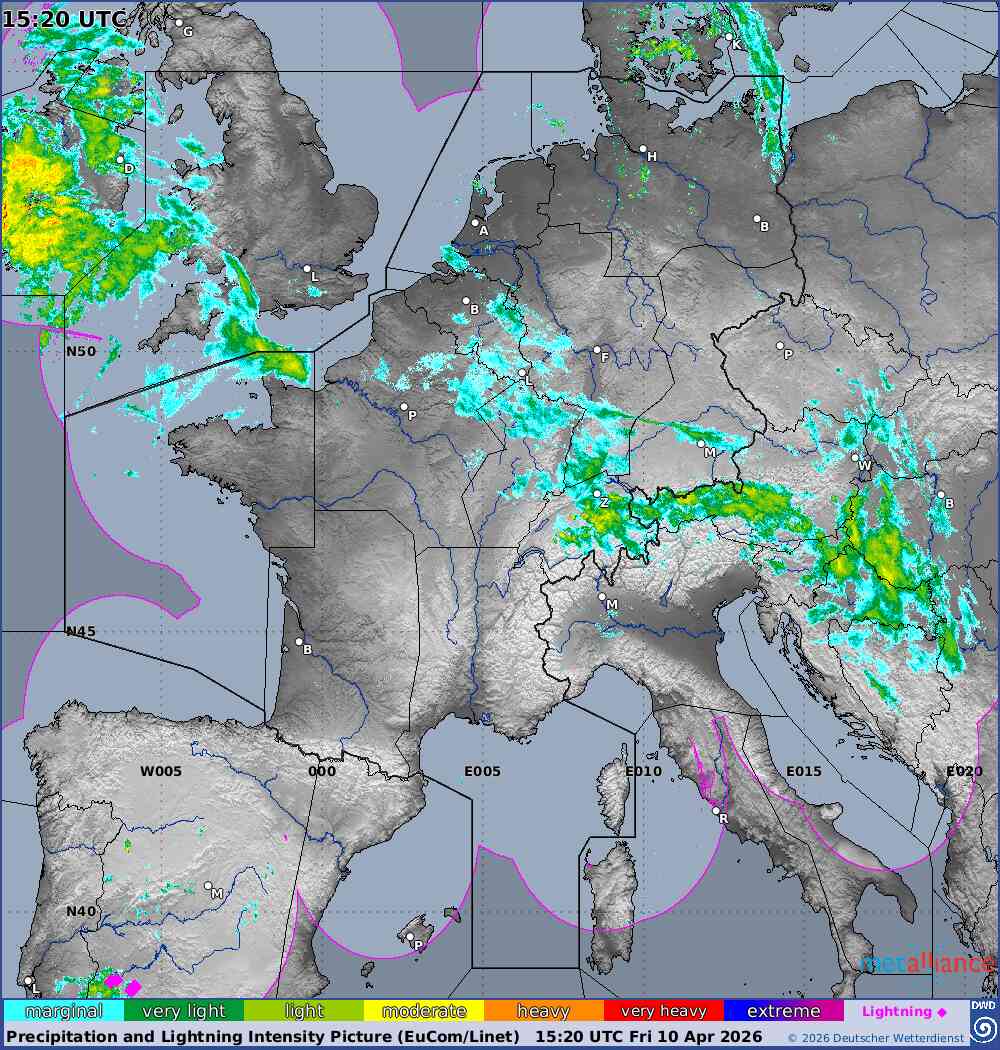 15:20 UTC
G
K
D
H
A
B
L
B
N50
F
P
L
P
M
W
Z
B
M
N45
B
W005
000
E005
E010
E015
E020
R
M
N40
P
L
metalliance
marginal very light light moderate heavy very heavy extreme Lightning
DWD
Precipitation and Lightning Intensity Picture (EuCom/Linet) 15:20 UTC Fri 10 Apr 2026 © 2026 Deutscher Wetterdienst